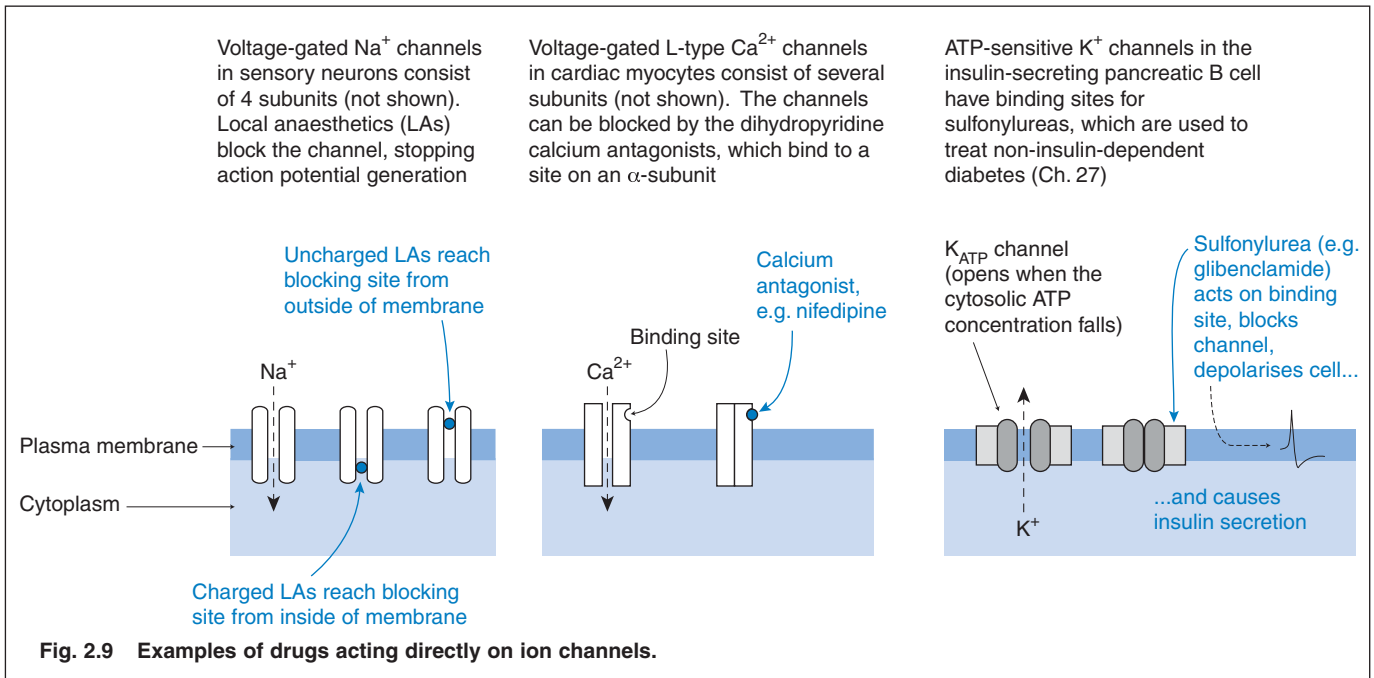 Voltage-gated Na+ channels
in sensory neurons consist
of 4 subunits (not shown).
Local anaesthetics (LAs)
block the channel, stopping
action potential generation
Voltage-gated L-type Ca2+ channels
in cardiac myocytes consist of several
subunits (not shown). The channels
can be blocked by the dihydropyridine
calcium antagonists, which bind to a
site on an α-subunit
ATP-sensitive K+ channels in the
insulin-secreting pancreatic B cell
have binding sites for
sulfonylureas, which are used to
treat non-insulin-dependent
diabetes (Ch. 27)
Uncharged LAs reach
blocking site from
outside of membrane
Na+
Plasma membrane
Cytoplasm
Charged LAs reach blocking
site from inside of membrane
Calcium
antagonist,
e.g. nifedipine
Binding site
Ca2+
KATP channel
(opens when the
cytosolic ATP
concentration falls)
Sulfonylurea (e.g.
glibenclamide)
acts on binding
site, blocks
channel,
depolarises cell...
...and causes
insulin secretion
K+
Fig. 2.9 Examples of drugs acting directly on ion channels.